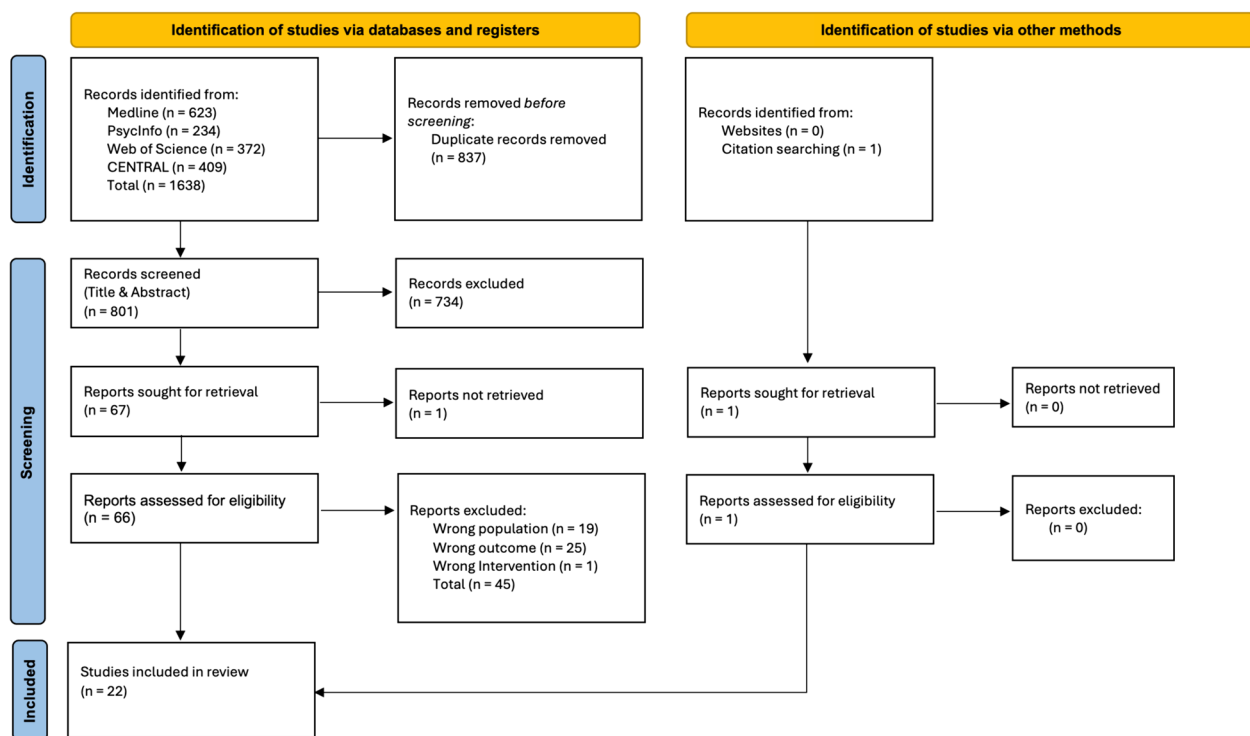 Identification of studies via databases and registers
Identification of studies via other methods
Identification
Records identified from:
Medline (n = 623)
PsycInfo (n = 234)
Web of Science (n = 372)
CENTRAL (n = 409)
Total (n = 1638)
Records removed before
screening:
Duplicate records removed
(n = 837)
Records identified from:
Websites (n = 0)
Citation searching (n = 1)
Screening
Records screened
(Title & Abstract)
(n = 801)
Records excluded
(n = 734)
Reports sought for retrieval
(n = 67)
Reports not retrieved
(n = 1)
Reports sought for retrieval
(n = 1)
Reports not retrieved
(n = 0)
Reports assessed for eligibility
(n = 66)
Reports excluded:
Wrong population (n = 19)
Wrong outcome (n = 25)
Wrong Intervention (n = 1)
Total (n = 45)
Reports assessed for eligibility
(n = 1)
Reports excluded:
(n = 0)
Included
Studies included in review
(n = 22)